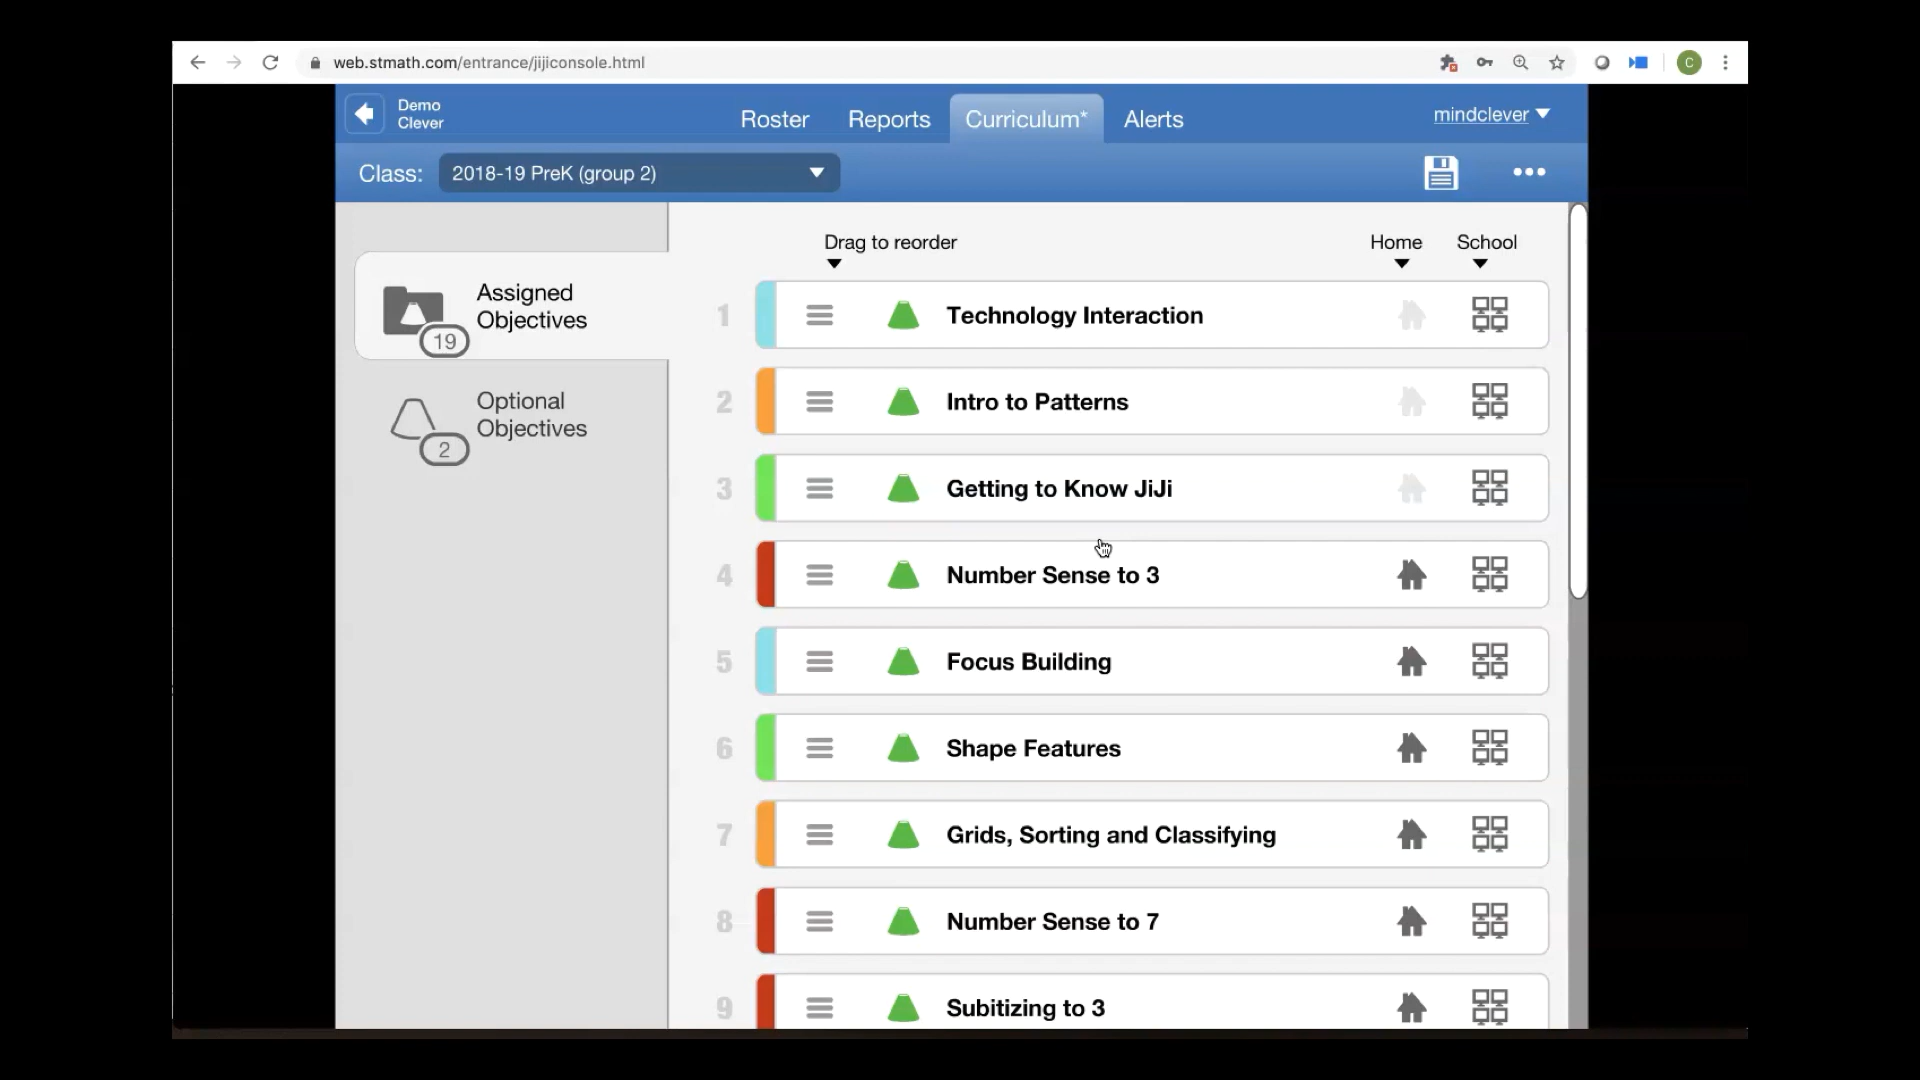 web.stmath.com/entrance/jijiconsole.html
C
Demo
Clever
Roster
Reports
Curriculum*
Alerts
mindclever
Class:
2018-19 PreK (group 2)
Assigned
Objectives
19
Optional
Objectives
2
Drag to reorder
Home
School
1 Technology Interaction
2 Intro to Patterns
3 Getting to Know JiJi
4 Number Sense to 3
5 Focus Building
6 Shape Features
7 Grids, Sorting and Classifying
8 Number Sense to 7
9 Subitizing to 3